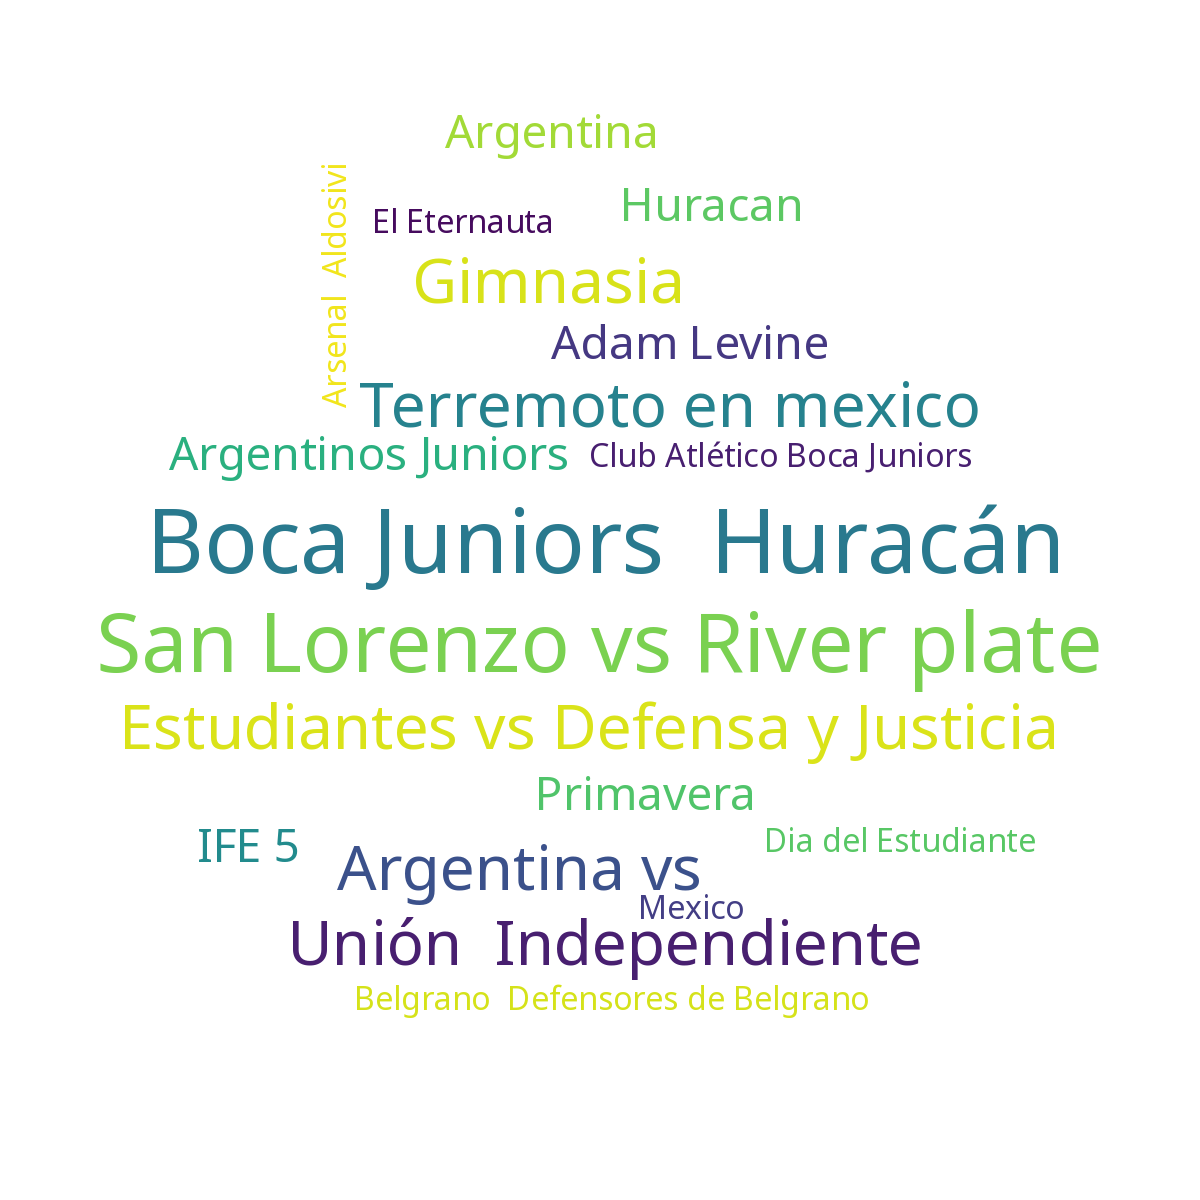 Argentina
Arsenal  Aldosivi
Huracan
El Eternauta
Gimnasia
Adam Levine
Terremoto en mexico
Argentinos Juniors
Club Atlético Boca Juniors
Boca Juniors  Huracán
San Lorenzo vs River plate
Estudiantes vs Defensa y Justicia
Primavera
IFE 5
Dia del Estudiante
Argentina vs
Mexico
Unión  Independiente
Belgrano  Defensores de Belgrano